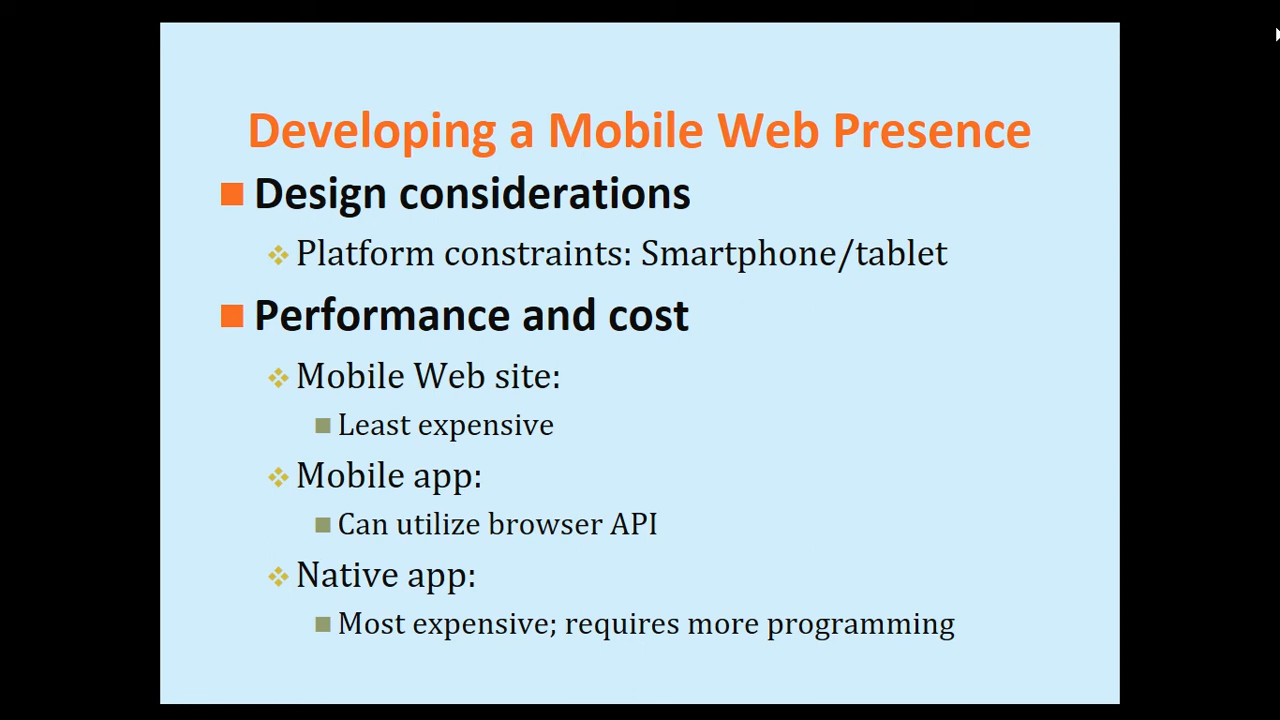 Developing a Mobile Web Presence
Design considerations
Platform constraints: Smartphone/tablet
Performance and cost
Mobile Web site:
Least expensive
Mobile app:
Can utilize browser API
Native app:
Most expensive; requires more programming